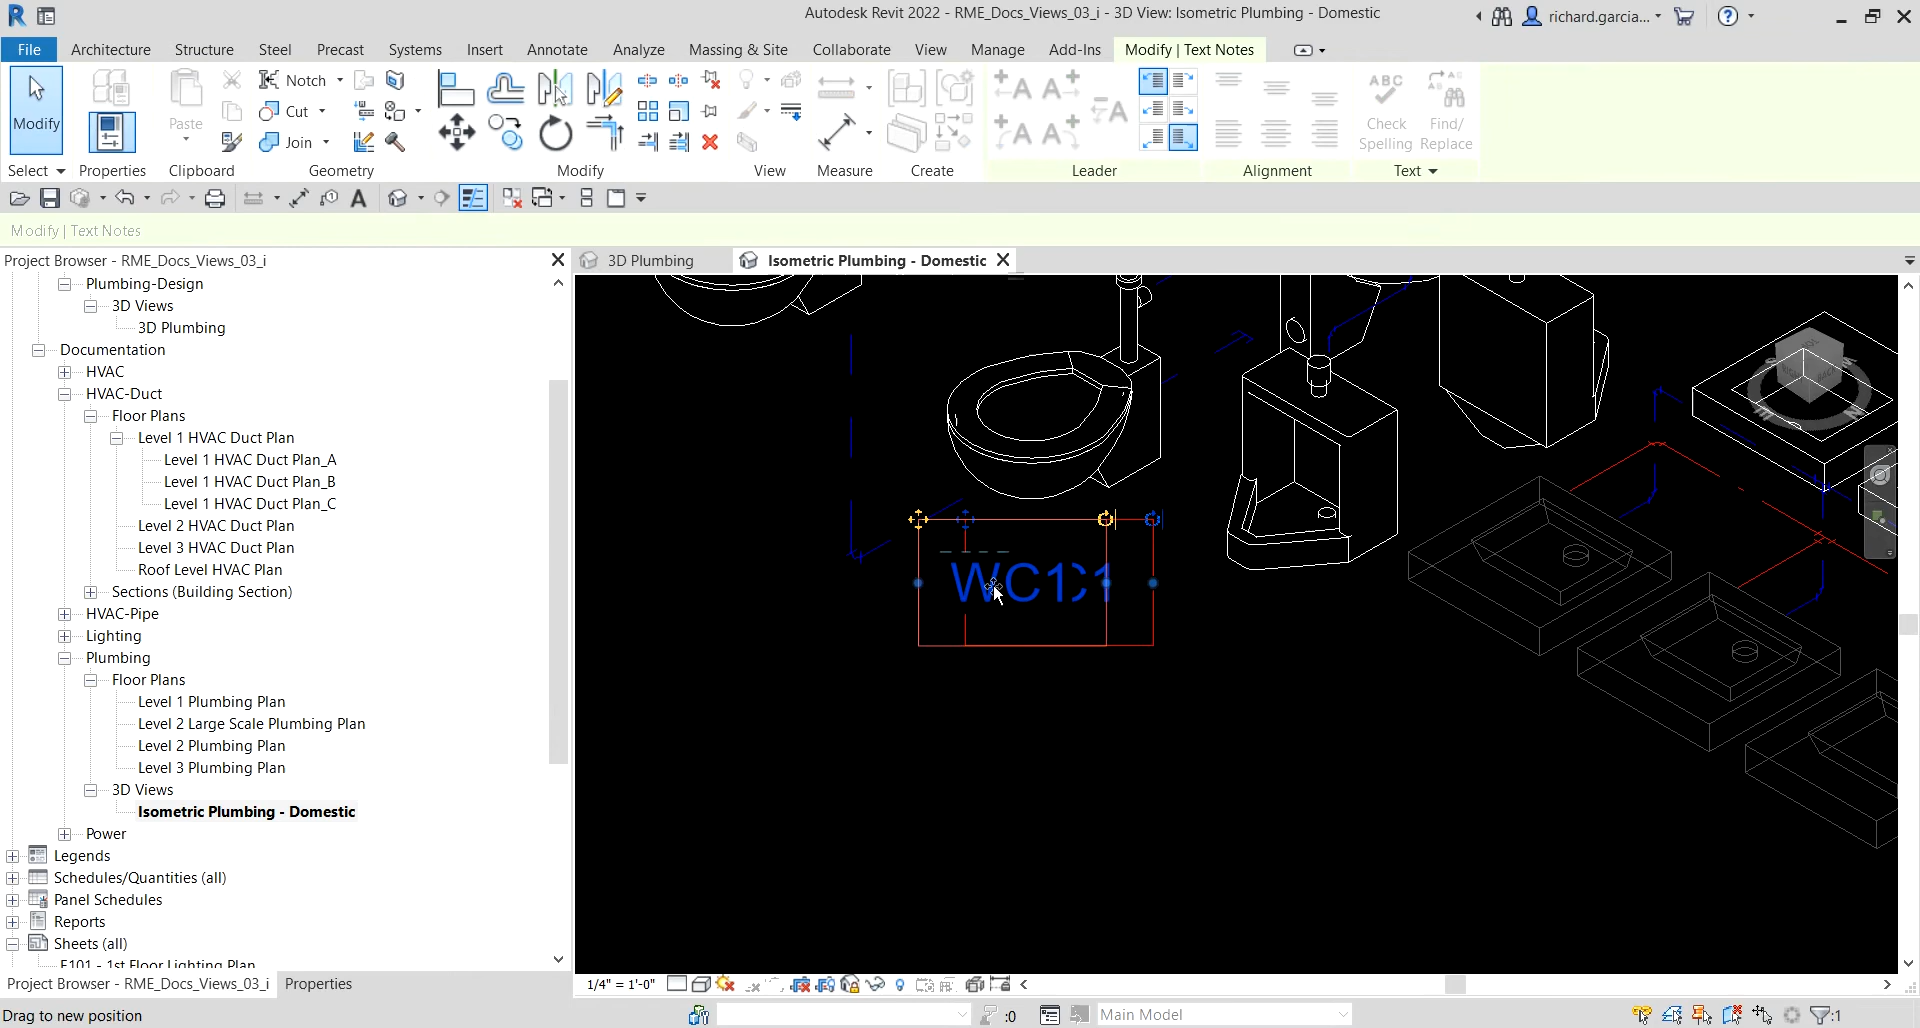 Autodesk Revit 2022 - RME_Docs_Views_03_i - 3D View: Isometric Plumbing - Domestic
richard.garcia...
File Architecture Structure Steel Precast Systems Insert Annotate Analyze Massing & Site Collaborate View Manage Add-Ins Modify | Text Notes
Modify
Paste
Notch
Cut
Join
Check
Spelling
Find/
Replace
Select Properties Clipboard Geometry Modify View Measure Create Leader Alignment Text
Modify | Text Notes
Project Browser - RME_Docs_Views_03_i
3D Plumbing
Isometric Plumbing - Domestic
Plumbing-Design
3D Views
3D Plumbing
Documentation
HVAC
HVAC-Duct
Floor Plans
Level 1 HVAC Duct Plan
Level 1 HVAC Duct Plan_A
Level 1 HVAC Duct Plan_B
Level 1 HVAC Duct Plan_C
Level 2 HVAC Duct Plan
Level 3 HVAC Duct Plan
Roof Level HVAC Plan
Sections (Building Section)
HVAC-Pipe
Lighting
Plumbing
Floor Plans
Level 1 Plumbing Plan
Level 2 Large Scale Plumbing Plan
Level 2 Plumbing Plan
Level 3 Plumbing Plan
3D Views
Isometric Plumbing - Domestic
Power
Legends
Schedules/Quantities (all)
Panel Schedules
Reports
Sheets (all)
E101 - 1st Floor Lighting Plan
WC1
Project Browser - RME_Docs_Views_03_i
Properties
1/4" = 1'-0"
Drag to new position
:0
Main Model
:1